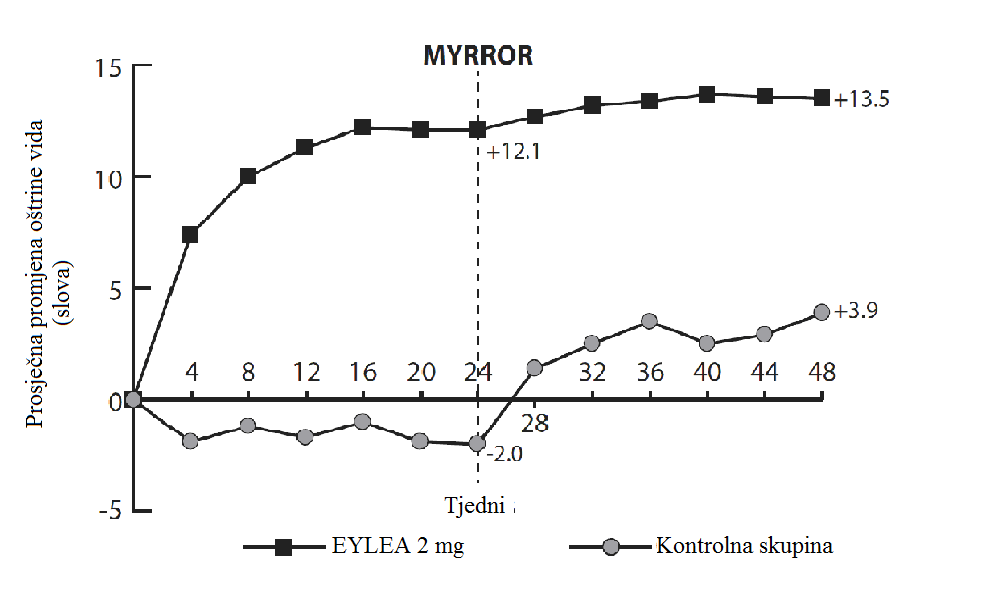 MYRROR
15
10
5
0
-5
Prosječna promjena oštrine vida
(slova)
+13.5
+12.1
+3.9
-2.0
4 8 12 16 20 24 28 32 36 40 44 48
Tjedni
EYLEA 2 mg Kontrolna skupina